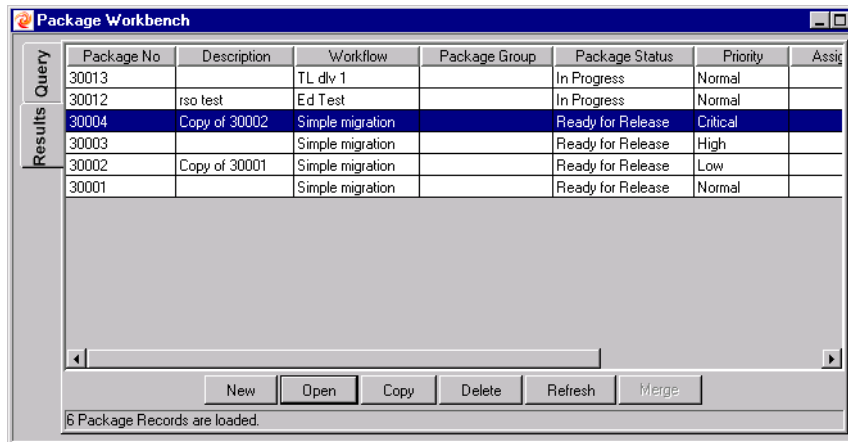 Package Workbench
Query
Results
Package No Description Workflow Package Group Package Status Priority Assig
30013 TL dlv 1 In Progress Normal
30012 rso test Ed Test In Progress Normal
30004 Copy of 30002 Simple migration Ready for Release Critical
30003 Simple migration Ready for Release High
30002 Copy of 30001 Simple migration Ready for Release Low
30001 Simple migration Ready for Release Normal
New Open Copy Delete Refresh Merge
6 Package Records are loaded.